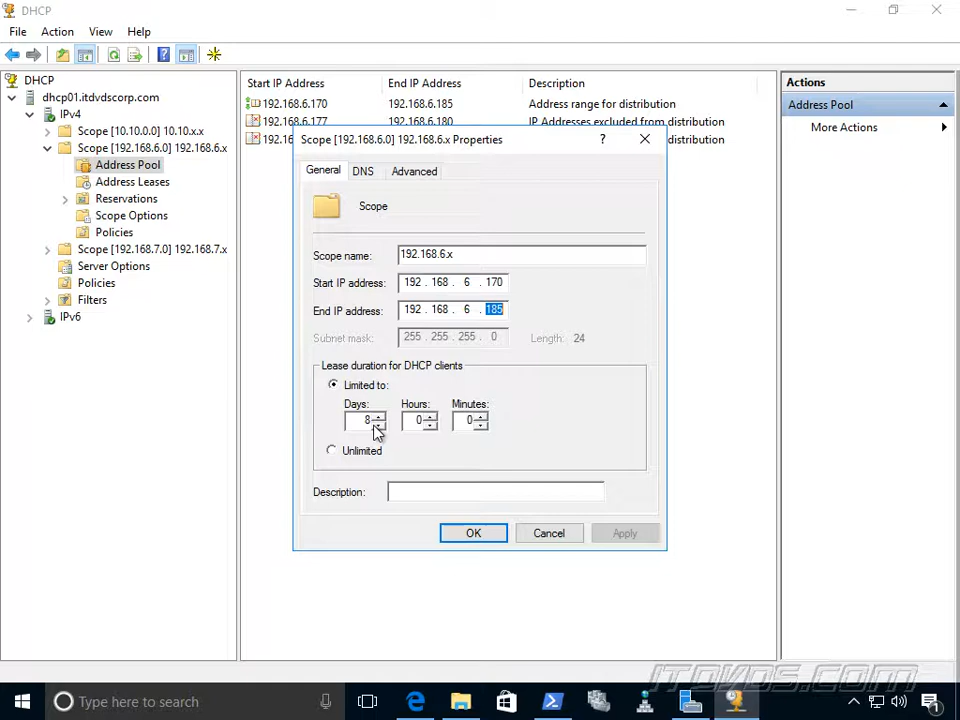 DHCP
File Action View Help
DHCP
dhcp01.itdvdscorp.com
IPv4
Scope [10.10.0.0] 10.10.x.x
Scope [192.168.6.0] 192.168.6.x
Address Pool
Address Leases
Reservations
Scope Options
Policies
Scope [192.168.7.0] 192.168.7.x
Server Options
Policies
Filters
IPv6
Start IP Address End IP Address Description
192.168.6.170 192.168.6.185 Address range for distribution
192.168.6.177 192.168.6.180 IP Addresses excluded from distribution
192.16 distribution
Actions
Address Pool
More Actions
Scope [192.168.6.0] 192.168.6.x Properties
General DNS Advanced
Scope
Scope name: 192.168.6.x
Start IP address: 192 . 168 . 6 . 170
End IP address: 192 . 168 . 6 . 185
Subnet mask: 255 . 255 . 255 . 0 Length: 24
Lease duration for DHCP clients
Limited to:
Days: Hours: Minutes:
8 0 0
Unlimited
Description:
OK Cancel Apply
ITDVDS.com
Type here to search
1